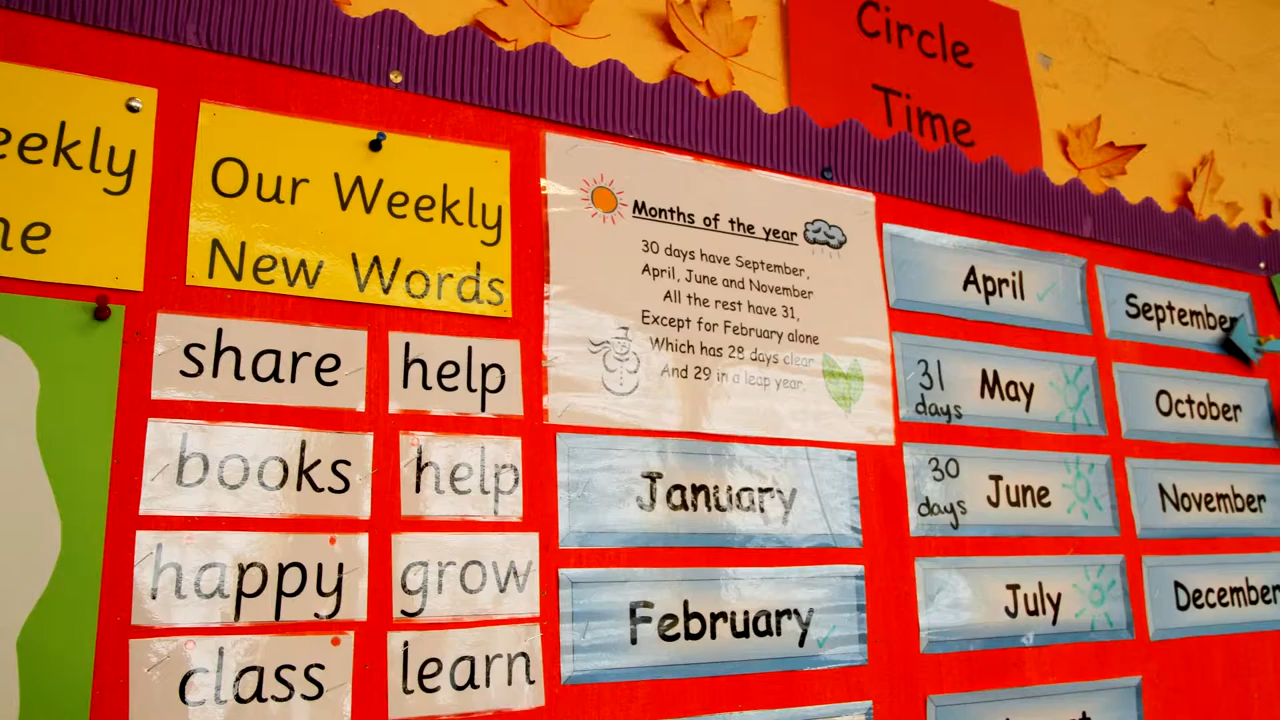 Circle
Time
eekly
ne
Our Weekly
New Words
share
help
books
help
happy
grow
class
learn
Months of the year
30 days have September,
April, June and November
All the rest have 31,
Except for February alone
Which has 28 days clear
And 29 in a leap year.
January
February
April
31
days
May
30
days
June
July
September
October
November
December